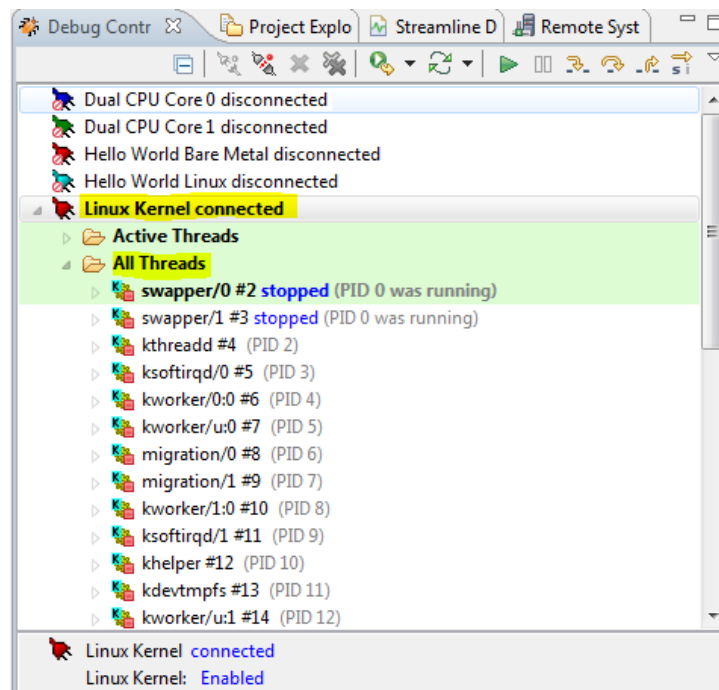 Debug Contr Project Explo Streamline D Remote Syst
Dual CPU Core 0 disconnected
Dual CPU Core 1 disconnected
Hello World Bare Metal disconnected
Hello World Linux disconnected
Linux Kernel connected
Active Threads
All Threads
swapper/0 #2 stopped (PID 0 was running)
swapper/1 #3 stopped (PID 0 was running)
kthreadd #4 (PID 2)
ksoftirqd/0 #5 (PID 3)
kworker/0:0 #6 (PID 4)
kworker/u:0 #7 (PID 5)
migration/0 #8 (PID 6)
migration/1 #9 (PID 7)
kworker/1:0 #10 (PID 8)
ksoftirqd/1 #11 (PID 9)
khelper #12 (PID 10)
kdevtmpfs #13 (PID 11)
kworker/u:1 #14 (PID 12)
Linux Kernel connected
Linux Kernel: Enabled